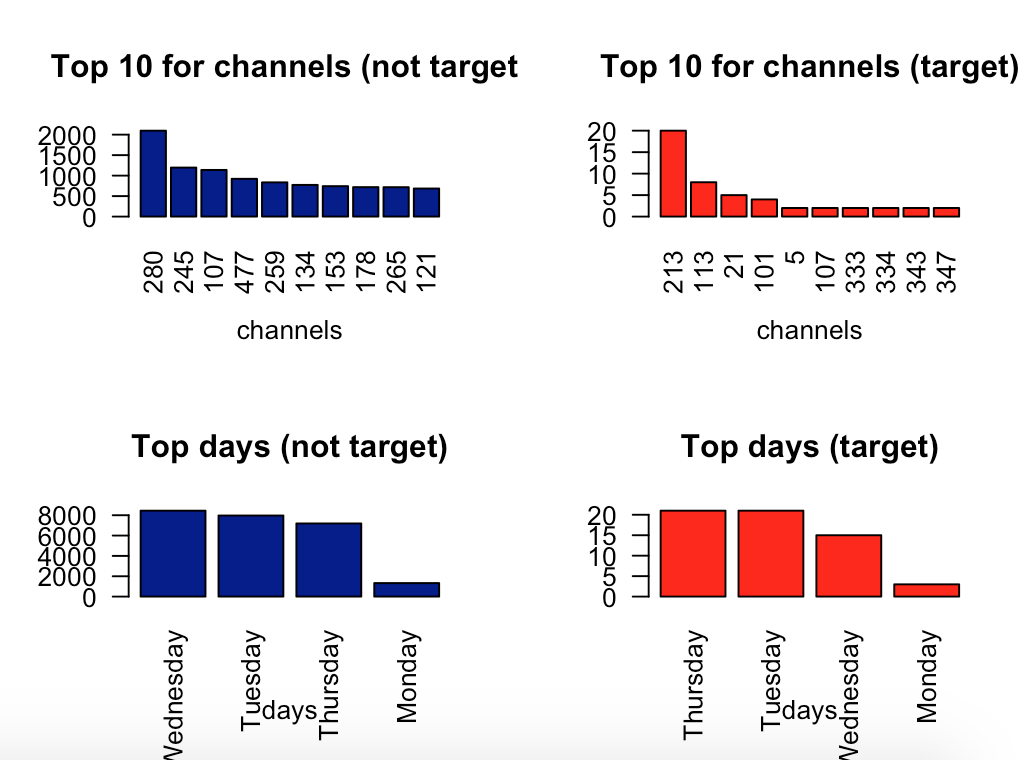 Top 10 for channels (not target
Top 10 for channels (target)
2000
1500
1000
500
0
280
245
107
477
259
134
153
178
265
121
channels
20
15
10
5
0
213
113
21
101
5
107
333
334
343
347
channels
Top days (not target)
Top days (target)
8000
6000
4000
2000
0
Wednesday
Tuesday
Thursday
Monday
days
20
15
10
5
0
Thursday
Tuesday
Wednesday
Monday
days